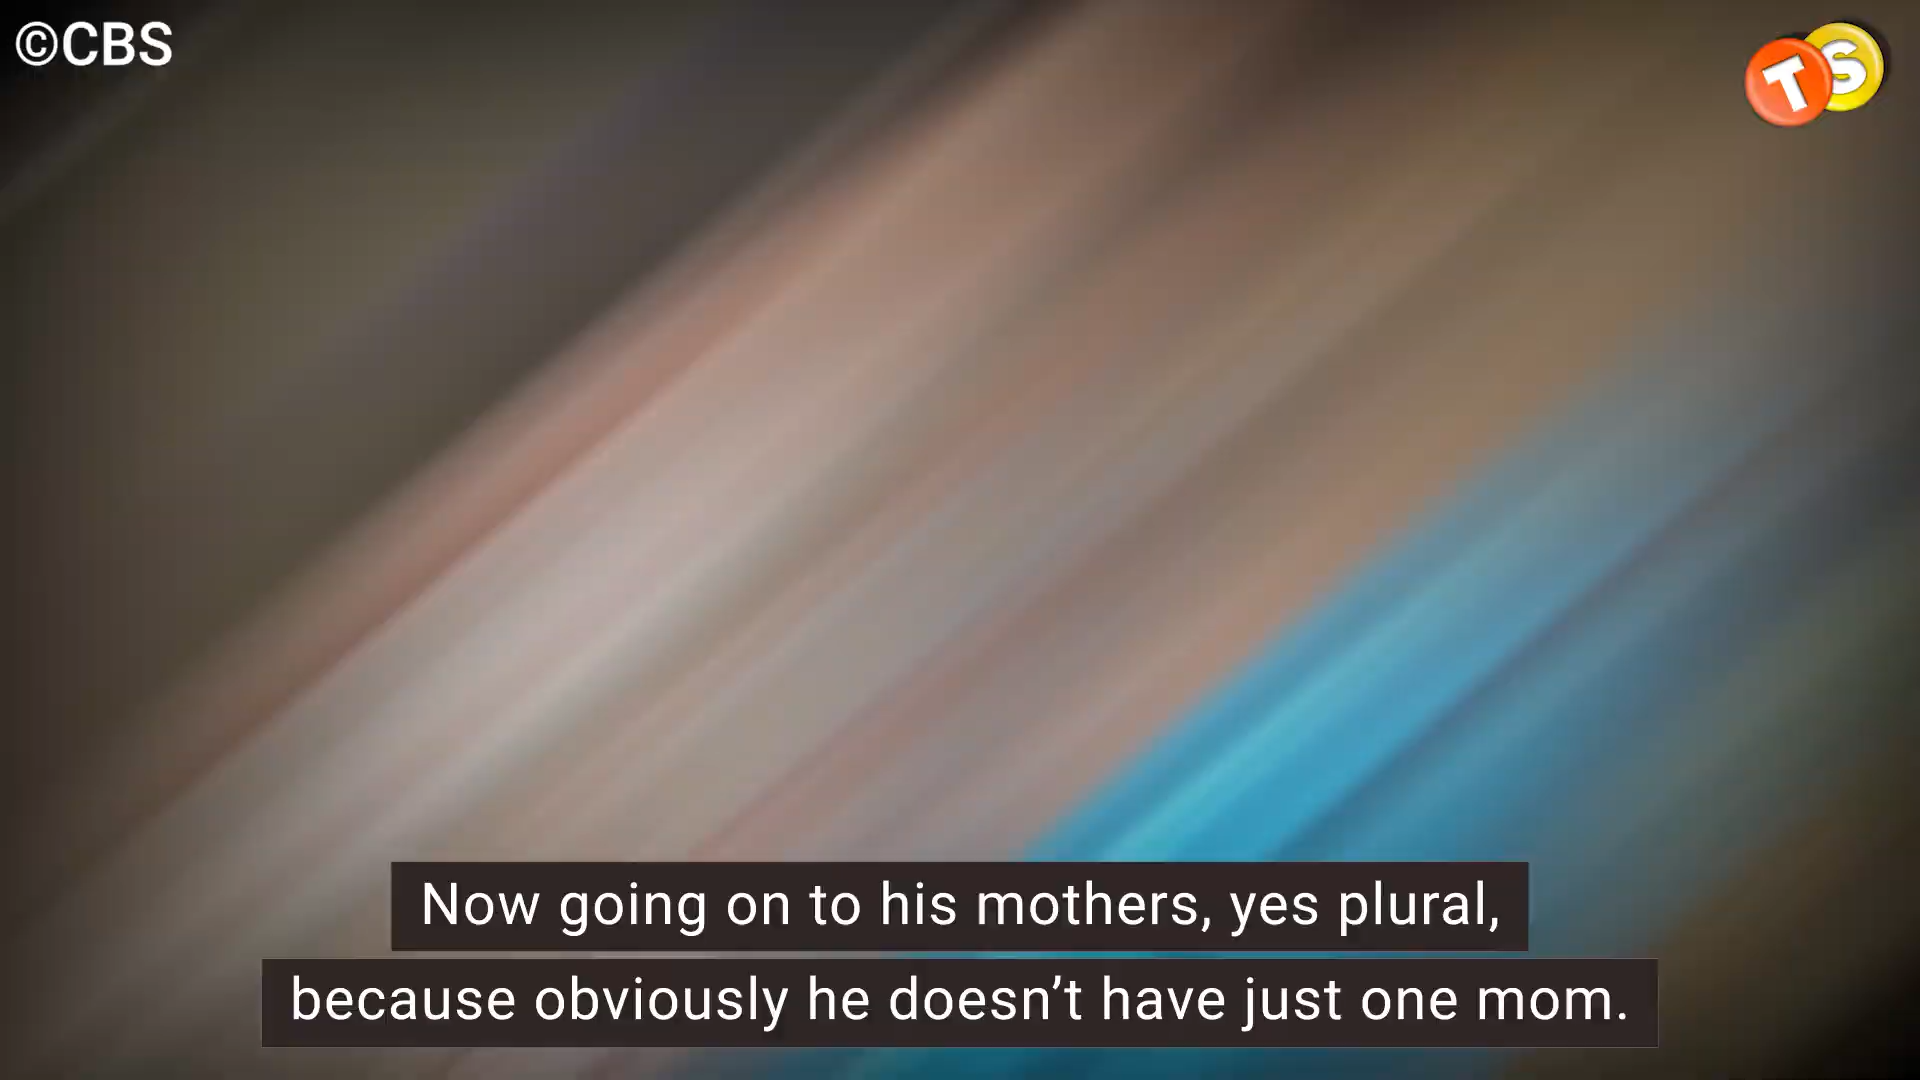 ©CBS
TS
Now going on to his mothers, yes plural,
because obviously he doesn’t have just one mom.